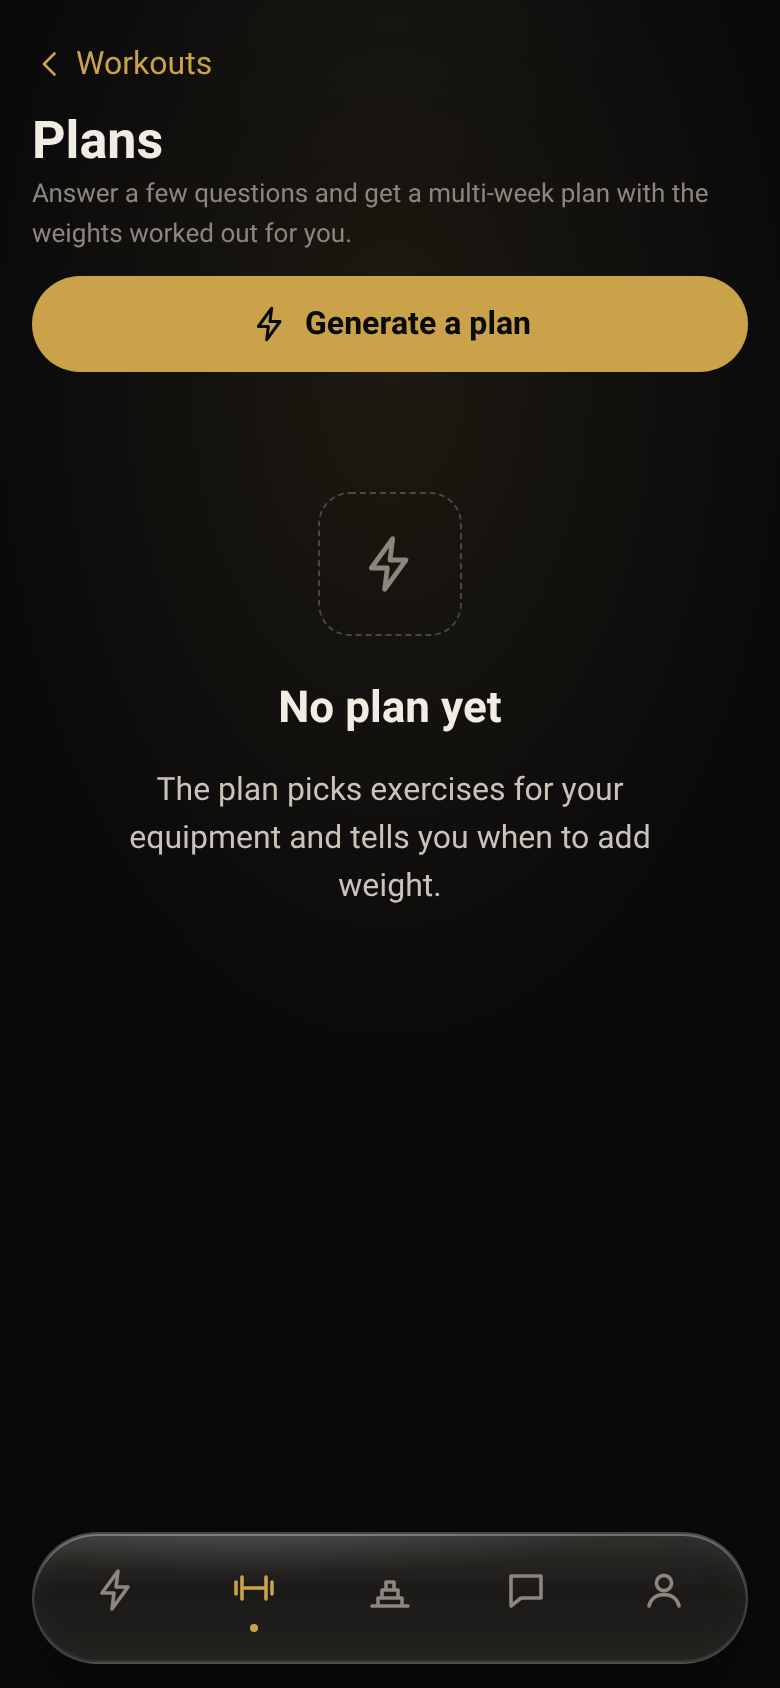 Workouts
Plans
Answer a few questions and get a multi-week plan with the
weights worked out for you.
Generate a plan
No plan yet
The plan picks exercises for your
equipment and tells you when to add
weight.